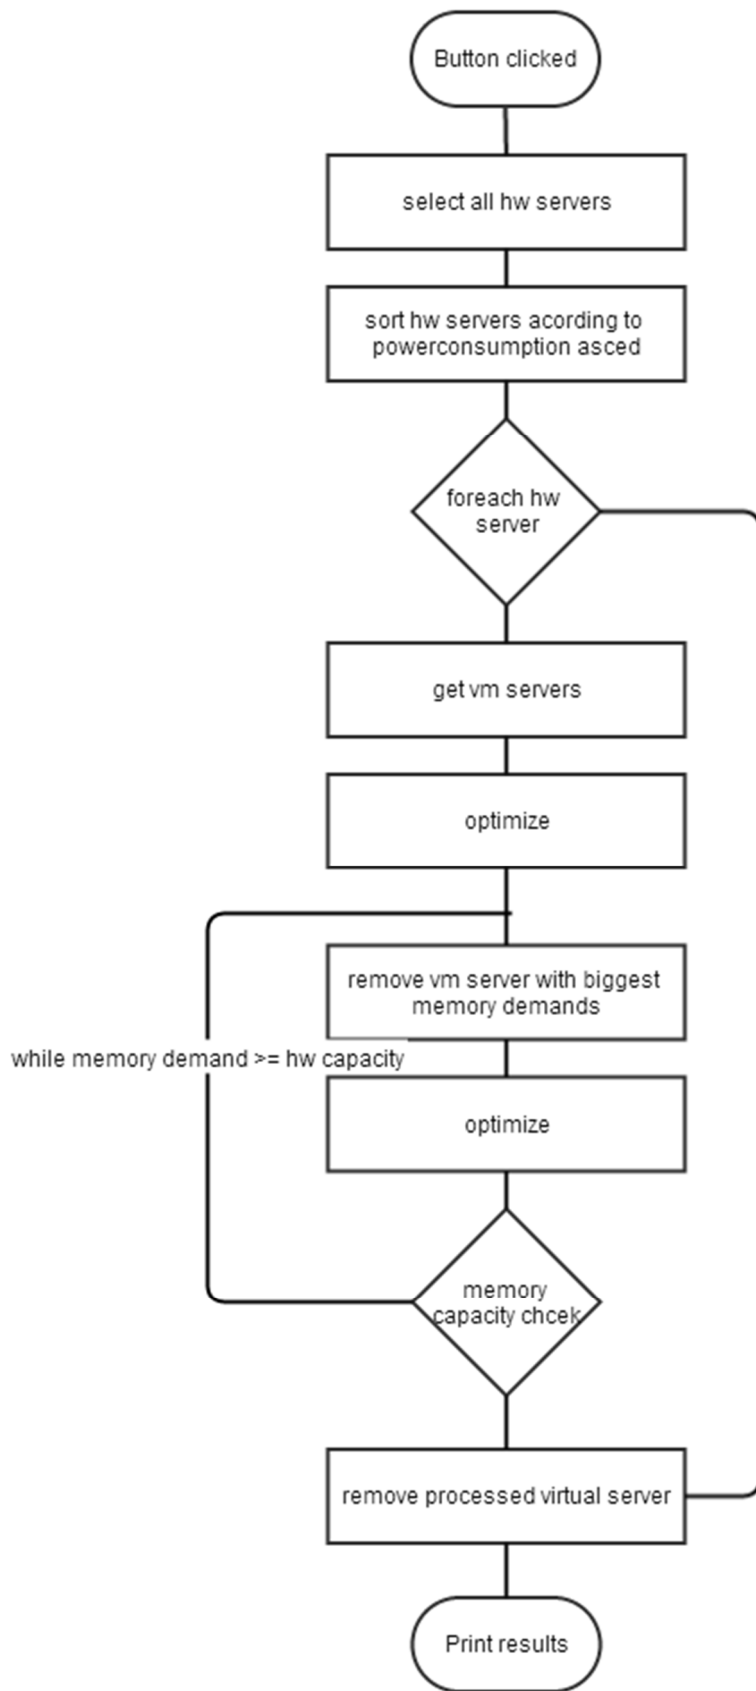 Button clicked
select all hw servers
sort hw servers acording to
powerconsumption asced
foreach hw
server
get vm servers
optimize
remove vm server with biggest
memory demands
while memory demand >= hw capacity
optimize
memory
capacity chcek
remove processed virtual server
Print results